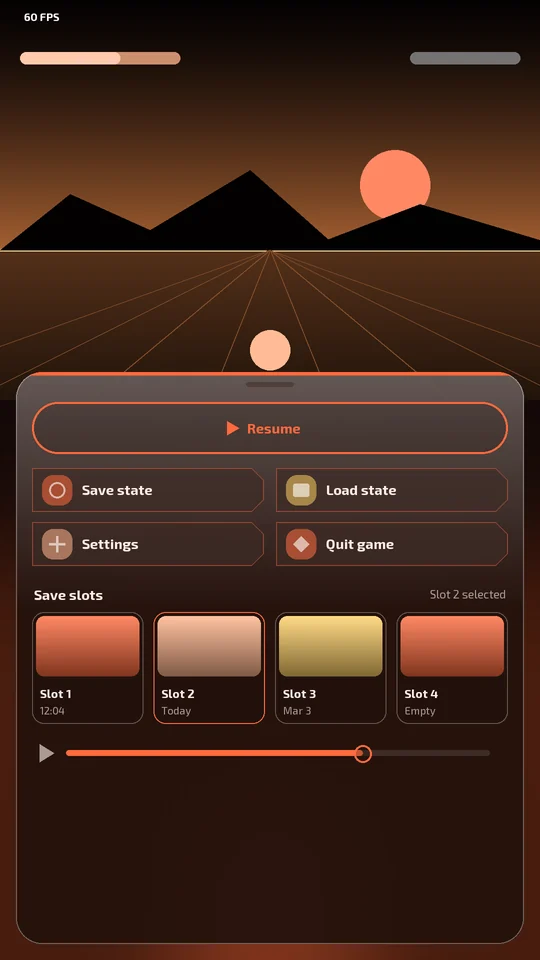 60 FPS
Resume
Save state
Load state
Settings
Quit game
Save slots
Slot 2 selected
Slot 1
12:04
Slot 2
Today
Slot 3
Mar 3
Slot 4
Empty